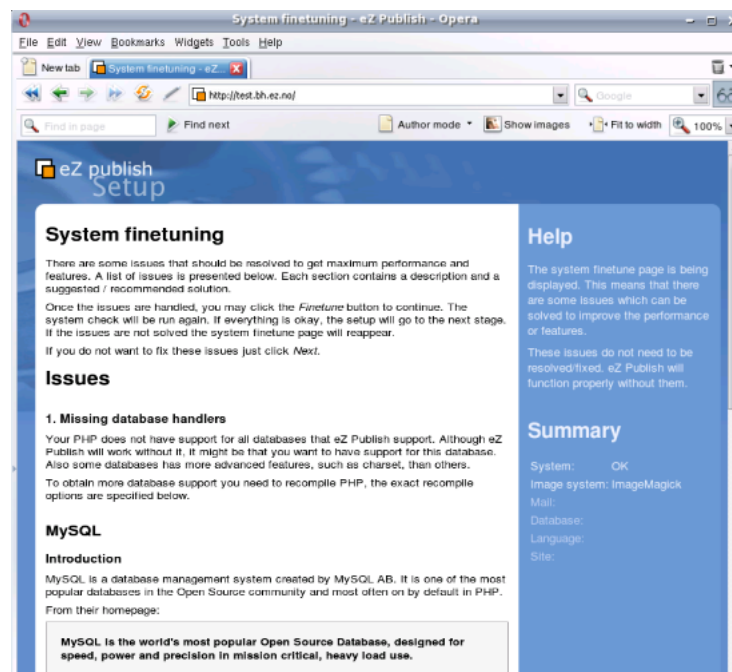 System finetuning - eZ Publish - Opera
File Edit View Bookmarks Widgets Tools Help
New tab System finetuning - eZ...
http://test.bh.ez.no/ Google
Find in page Find next Author mode Show images Fit to width 100%
eZ publish
Setup
System finetuning
There are some issues that should be resolved to get maximum performance and
features. A list of issues is presented below. Each section contains a description and a
suggested / recommended solution.
Once the issues are handled, you may click the Finetune button to continue. The
system check will be run again. If everything is okay, the setup will go to the next stage.
If the issues are not solved the system finetune page will reappear.
If you do not want to fix these issues just click Next.
Issues
1. Missing database handlers
Your PHP does not have support for all databases that eZ Publish support. Although eZ
Publish will work without it, it might be that you want to have support for this database.
Also some databases has more advanced features, such as charset, than others.
To obtain more database support you need to recompile PHP, the exact recompile
options are specified below.
MySQL
Introduction
MySQL is a database management system created by MySQL AB. It is one of the most
popular databases in the Open Source community and most often on by default in PHP.
From their homepage:
MySQL is the world's most popular Open Source Database, designed for
speed, power and precision in mission critical, heavy load use.
Help
The system finetune page is being
displayed. This means that there
are some issues which can be
solved to improve the performance
or features.
These issues do not need to be
resolved/fixed. eZ Publish will
function properly without them.
Summary
System: OK
Image system: ImageMagick
Mail:
Database:
Language:
Site: